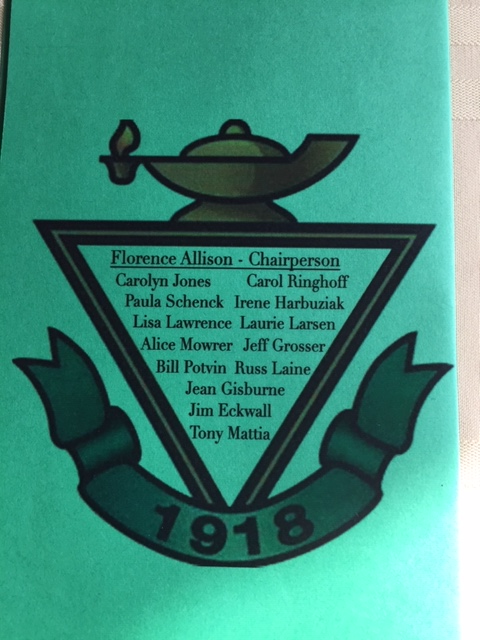 Florence Allison - Chairperson
Carolyn Jones Carol Ringhoff
Paula Schenck Irene Harbuziak
Lisa Lawrence Laurie Larsen
Alice Mowrer Jeff Grosser
Bill Potvin Russ Laine
Jean Gisburne
Jim Eckwall
Tony Mattia
1918